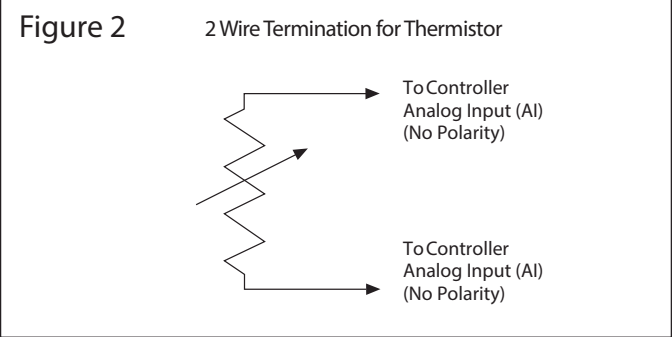 Figure 2
2 Wire Termination for Thermistor
To Controller
Analog Input (AI)
(No Polarity)
To Controller
Analog Input (AI)
(No Polarity)